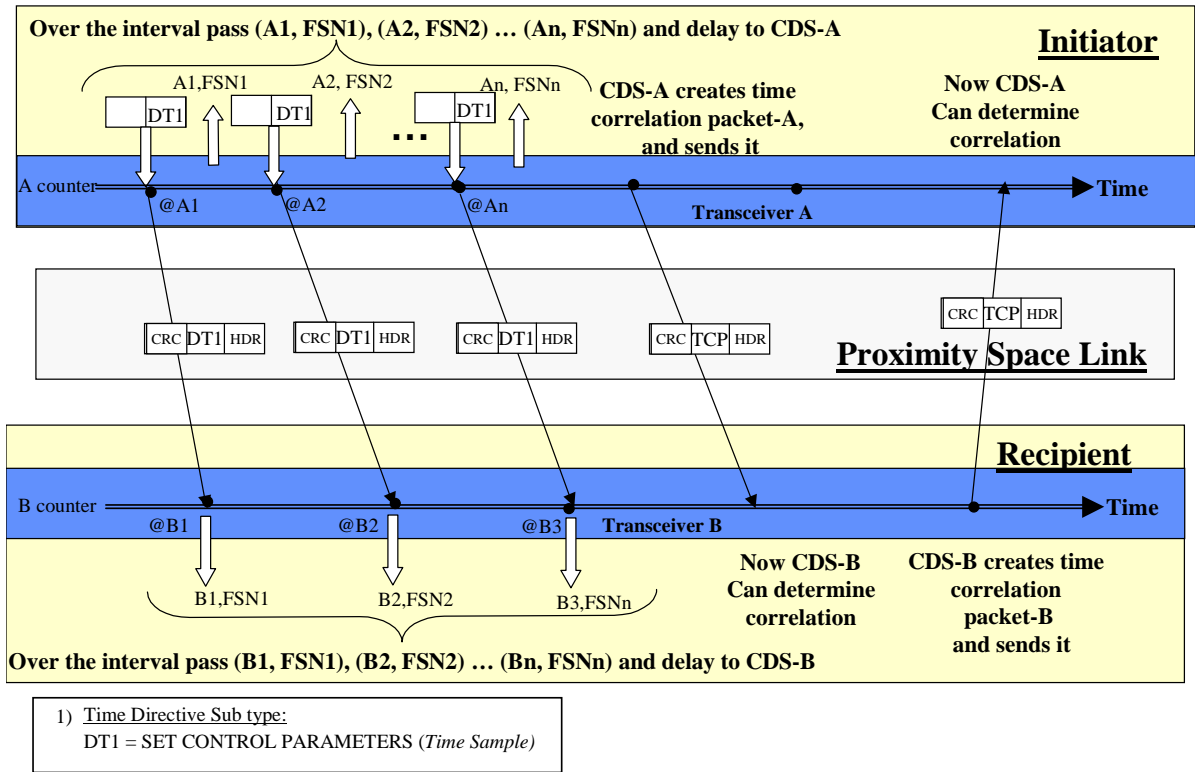 Over the interval pass (A1, FSN1), (A2, FSN2) … (An, FSNn) and delay to CDS-A
Initiator
A1,FSN1
A2, FSN2
An, FSNn
DT1
DT1
...
DT1
CDS-A creates time
correlation packet-A,
and sends it
Now CDS-A
Can determine
correlation
A counter
Time
@A1
@A2
@An
Transceiver A
CRC DT1 HDR
CRC DT1 HDR
CRC DT1 HDR
CRC TCP HDR
CRC TCP HDR
Proximity Space Link
Recipient
B counter
Time
@B1
@B2
@B3
Transceiver B
B1,FSN1
B2,FSN2
B3,FSNn
Now CDS-B
Can determine
correlation
CDS-B creates time
correlation
packet-B
and sends it
Over the interval pass (B1, FSN1), (B2, FSN2) … (Bn, FSNn) and delay to CDS-B
1) Time Directive Sub type:
DT1 = SET CONTROL PARAMETERS (Time Sample)